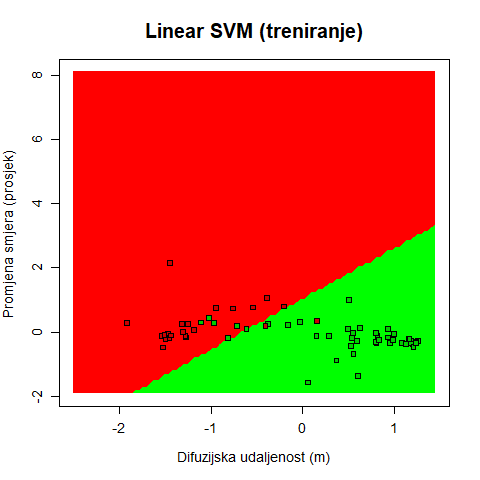 Linear SVM (treniranje)
Promjena smjera (prosjek)
8
6
4
2
0
-2
-2 -1 0 1
Difuzijska udaljenost (m)